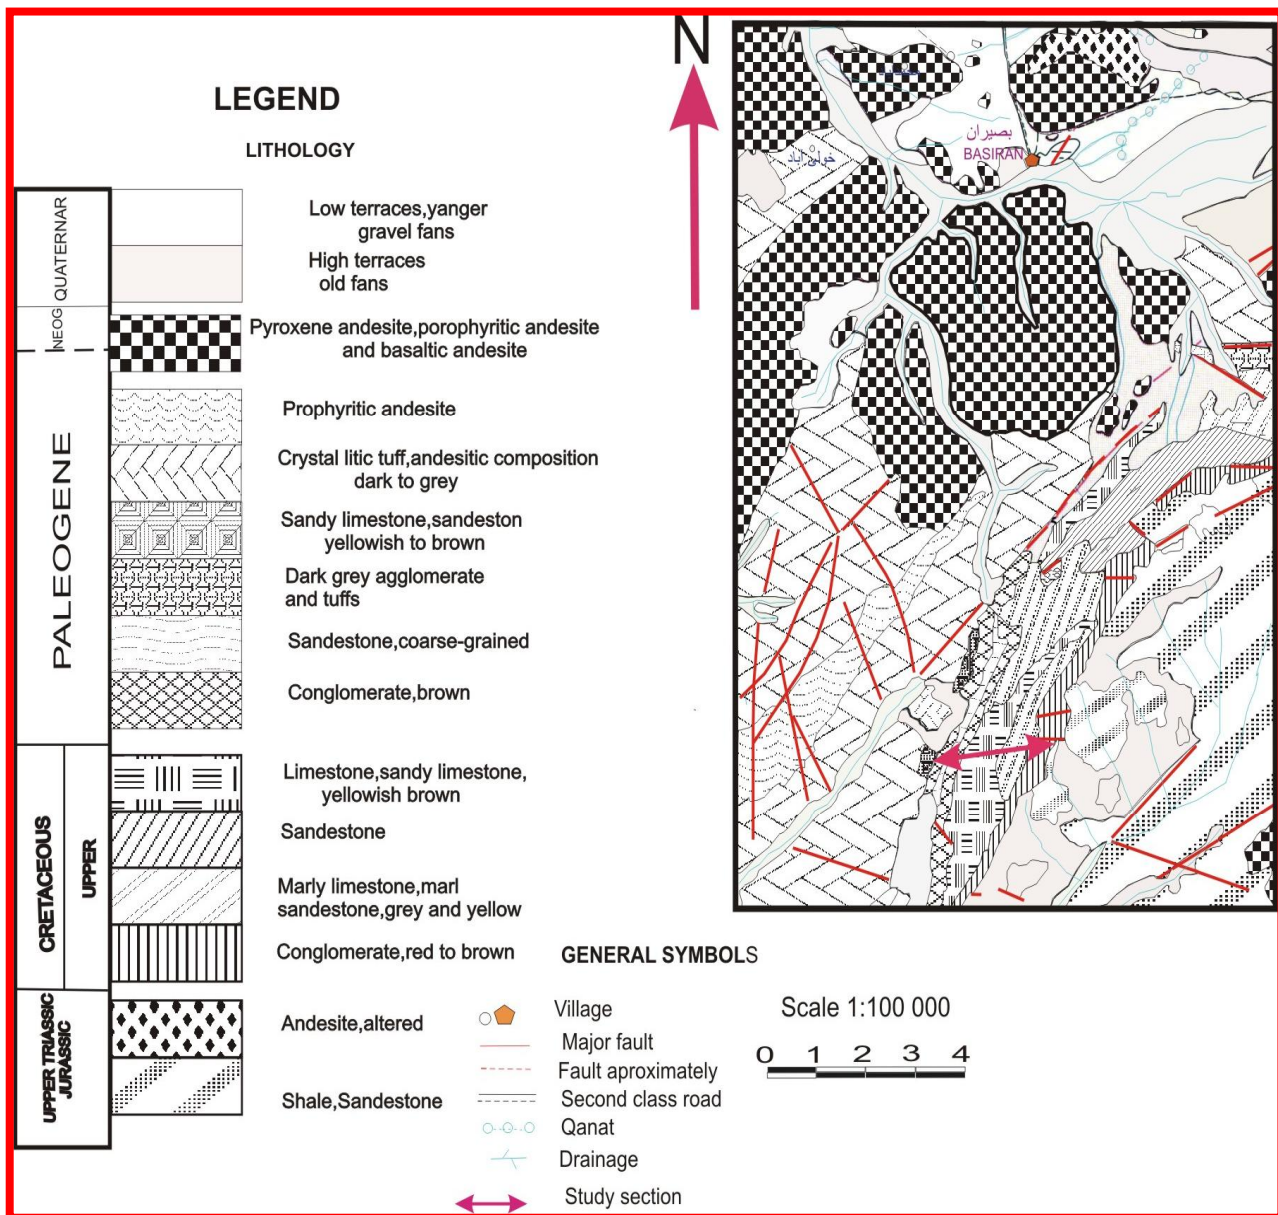 LEGEND
LITHOLOGY
QUATERNAR
NEOG
PALEOGENE
CRETACEOUS
UPPER
UPPER TRIASSIC
JURASSIC
Low terraces,yanger
gravel fans
High terraces
old fans
Pyroxene andesite,porophyritic andesite
and basaltic andesite
Prophyritic andesite
Crystal litic tuff,andesitic composition
dark to grey
Sandy limestone,sandeston
yellowish to brown
Dark grey agglomerate
and tuffs
Sandestone,coarse-grained
Conglomerate,brown
Limestone,sandy limestone,
yellowish brown
Sandestone
Marly limestone,marl
sandestone,grey and yellow
Conglomerate,red to brown
Andesite,altered
Shale,Sandestone
N
بصیران
BASIRAN
GENERAL SYMBOLS
Village
Major fault
Fault aproximately
Second class road
Qanat
Drainage
Study section
Scale 1:100 000
0 1 2 3 4